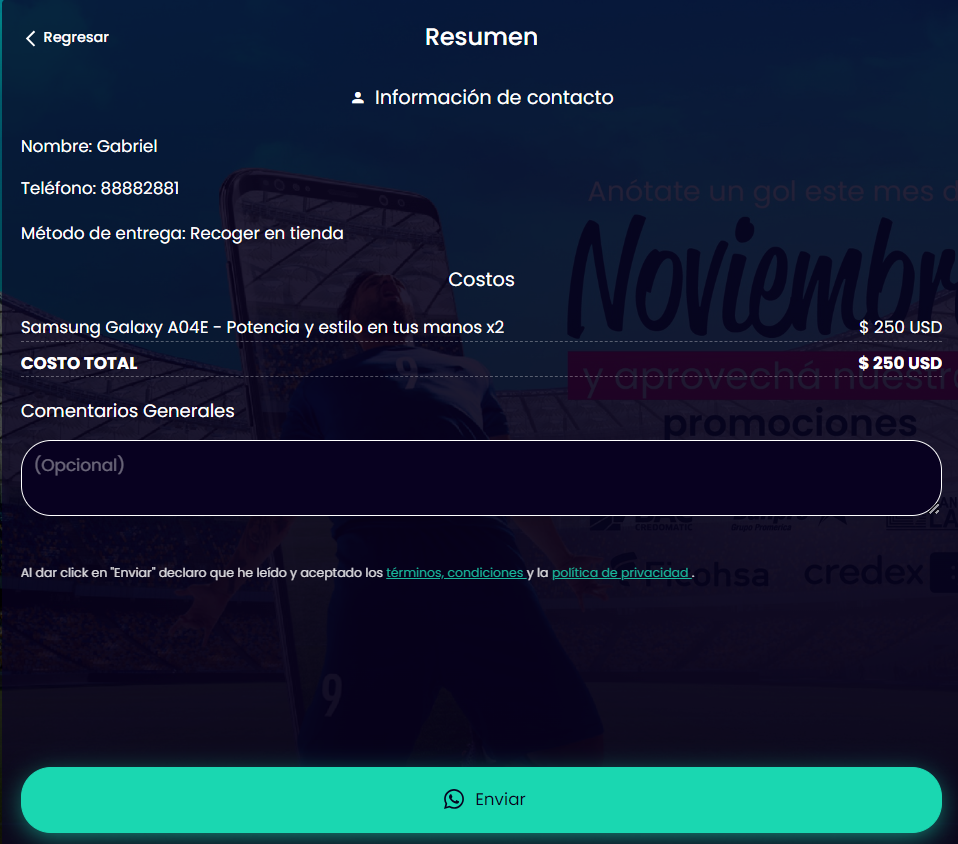 Regresar
Resumen
Información de contacto
Nombre: Gabriel
Teléfono: 88882881
Anótate un gol este mes d
Método de entrega: Recoger en tienda
Noviembr
Costos
Samsung Galaxy A04E - Potencia y estilo en tus manos x2 $ 250 USD
COSTO TOTAL $ 250 USD
y aprovechá nuestra
promociones
Comentarios Generales
(Opcional)
Al dar click en "Enviar" declaro que he leído y aceptado los términos, condiciones y la política de privacidad .
credex
9
9
Enviar